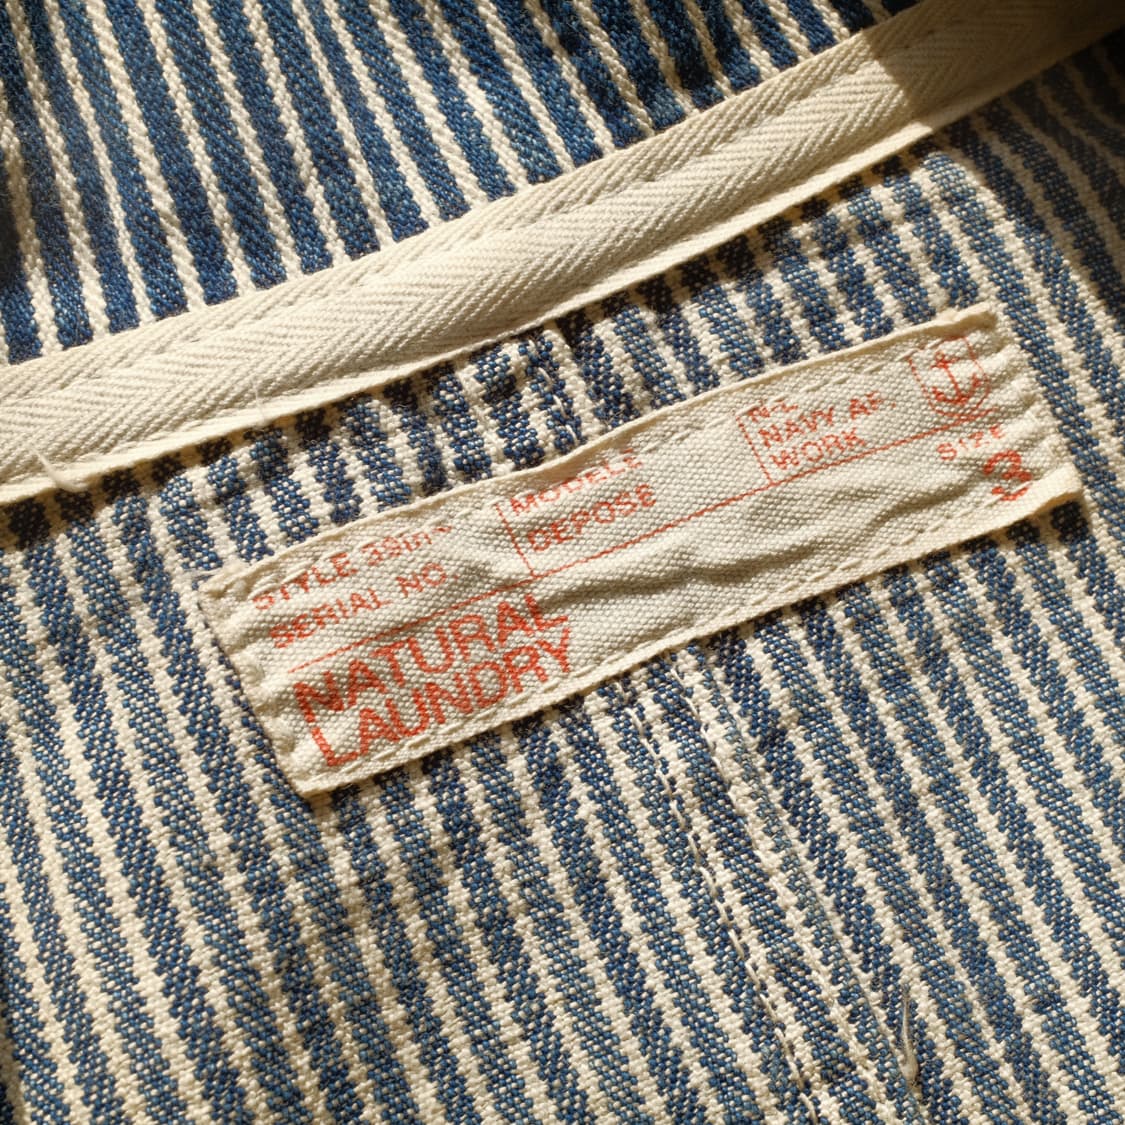 STYLE
SERIAL NO.
MODELE
DEPOSE
NAVY
WORK
SIZE
3
NATURAL
LAUNDRY